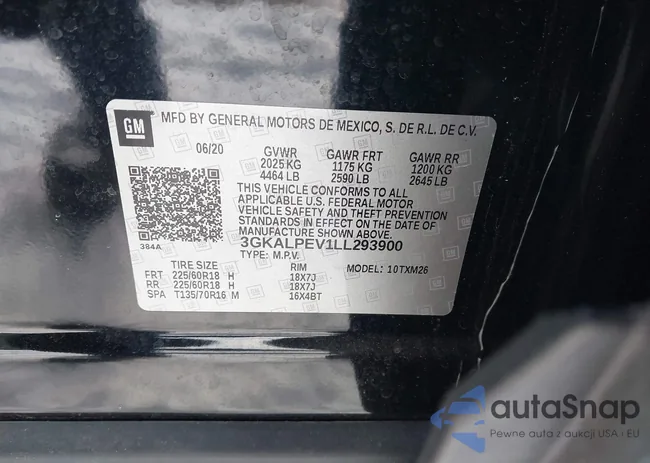 GM
MFD BY GENERAL MOTORS DE MEXICO, S. DE R.L. DE C.V.
06/20 GVWR GAWR FRT GAWR RR
2025 KG 1175 KG 1200 KG
4464 LB 2590 LB 2645 LB
THIS VEHICLE CONFORMS TO ALL
APPLICABLE U.S. FEDERAL MOTOR
VEHICLE SAFETY AND THEFT PREVENTION
STANDARDS IN EFFECT ON THE DATE OF
MANUFACTURE SHOWN ABOVE.
384A 3GKALPEV1LL293900
TYPE: M.P.V.
TIRE SIZE RIM MODEL: 10TXM26
FRT 225/60R18 H 18X7J
RR 225/60R18 H 18X7J
SPA T135/70R16 M 16X4BT
autaSnap
Pewne auta z aukcji USA i EU